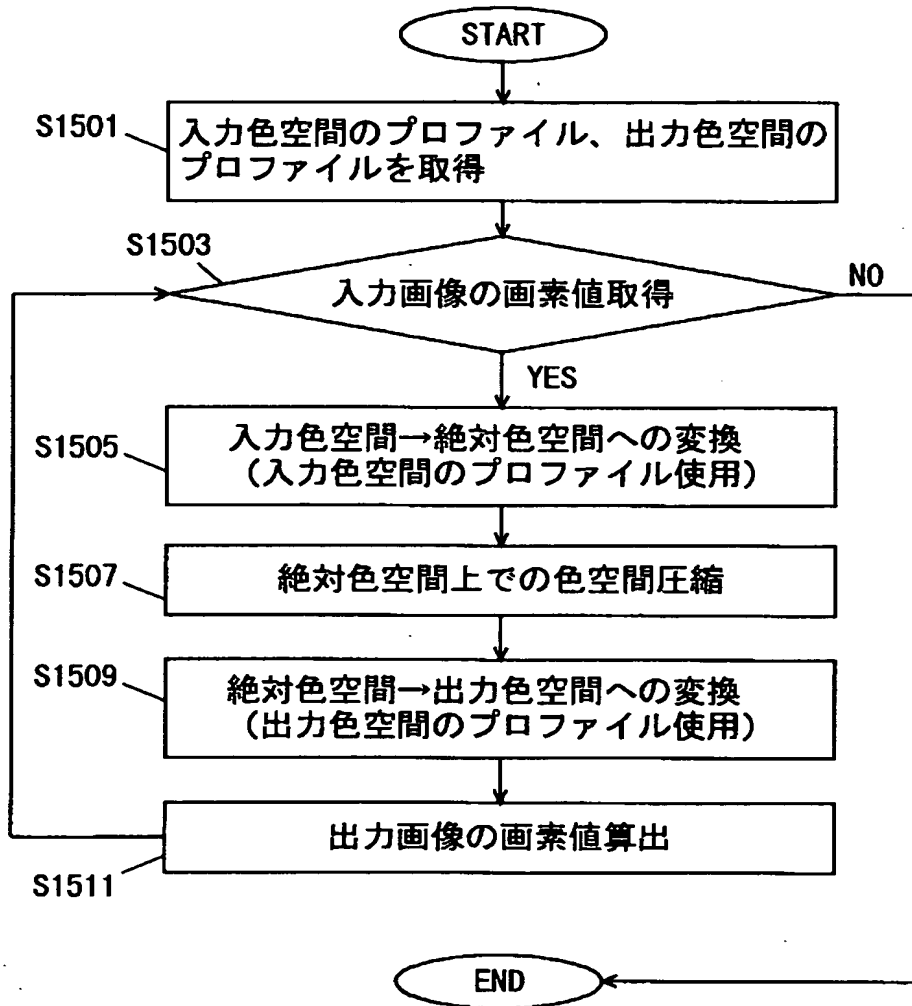 START
S1501
入力色空間のプロファイル、出力色空間の
プロファイルを取得
S1503
入力画像の画素値取得
NO
YES
S1505
入力色空間→絶対色空間への変換
（入力色空間のプロファイル使用）
S1507
絶対色空間上での色空間圧縮
S1509
絶対色空間→出力色空間への変換
（出力色空間のプロファイル使用）
出力画像の画素値算出
S1511
END